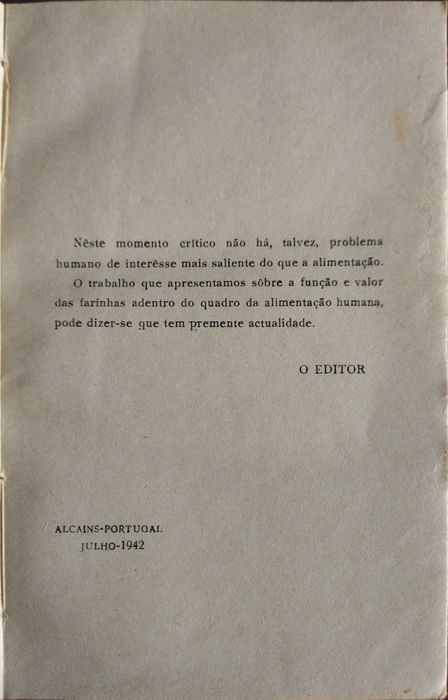 Nêste momento crítico não há, talvez, problema
humano de interêsse mais saliente do que a alimentação.
O trabalho que apresentamos sôbre a função e valor
das farinhas adentro do quadro da alimentação humana,
pode dizer-se que tem premente actualidade.
O EDITOR
ALCAINS-PORTUGAL
JULHO-1942